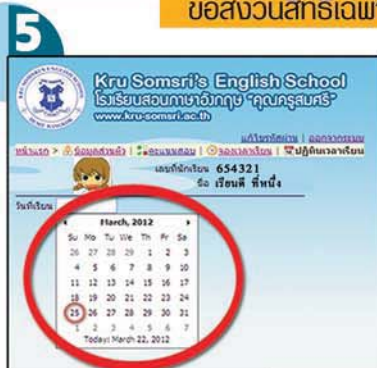 5
Kru Somsri's English School
โรงเรียนสอนภาษาอังกฤษ "คุณครูสมศรี"
www.kru-somsri.ac.th
แก้ไขรหัสผ่าน | ออกจากระบบ
หน้าแรก > ข้อมูลส่วนตัว | คะแนนสอบ | จองเวลาเรียน | ปฏิทินเวลาเรียน
เลขที่นักเรียน 654321
ชื่อ เรียนดี ที่หนึ่ง
วันที่เรียน
March, 2012
Su Mo Tu We Th Fr Sa
26 27 28 29 1 2 3
4 5 6 7 8 9 10
11 12 13 14 15 16 17
18 19 20 21 22 23 24
25 26 27 28 29 30 31
1 2 3 4 5 6 7
Today: March 22, 2012